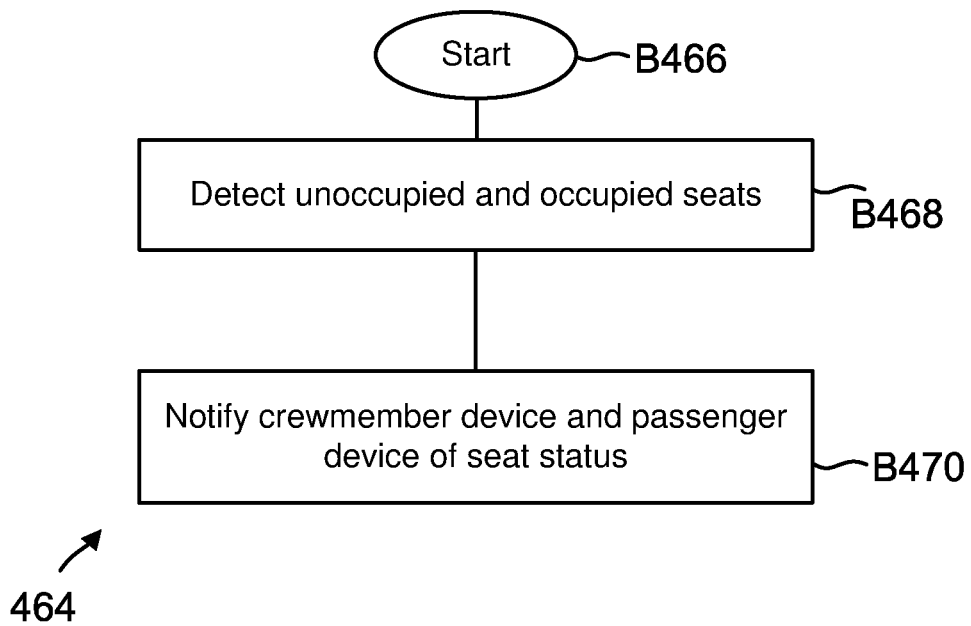 Start
B466
Detect unoccupied and occupied seats
B468
Notify crewmember device and passenger
device of seat status
B470
464